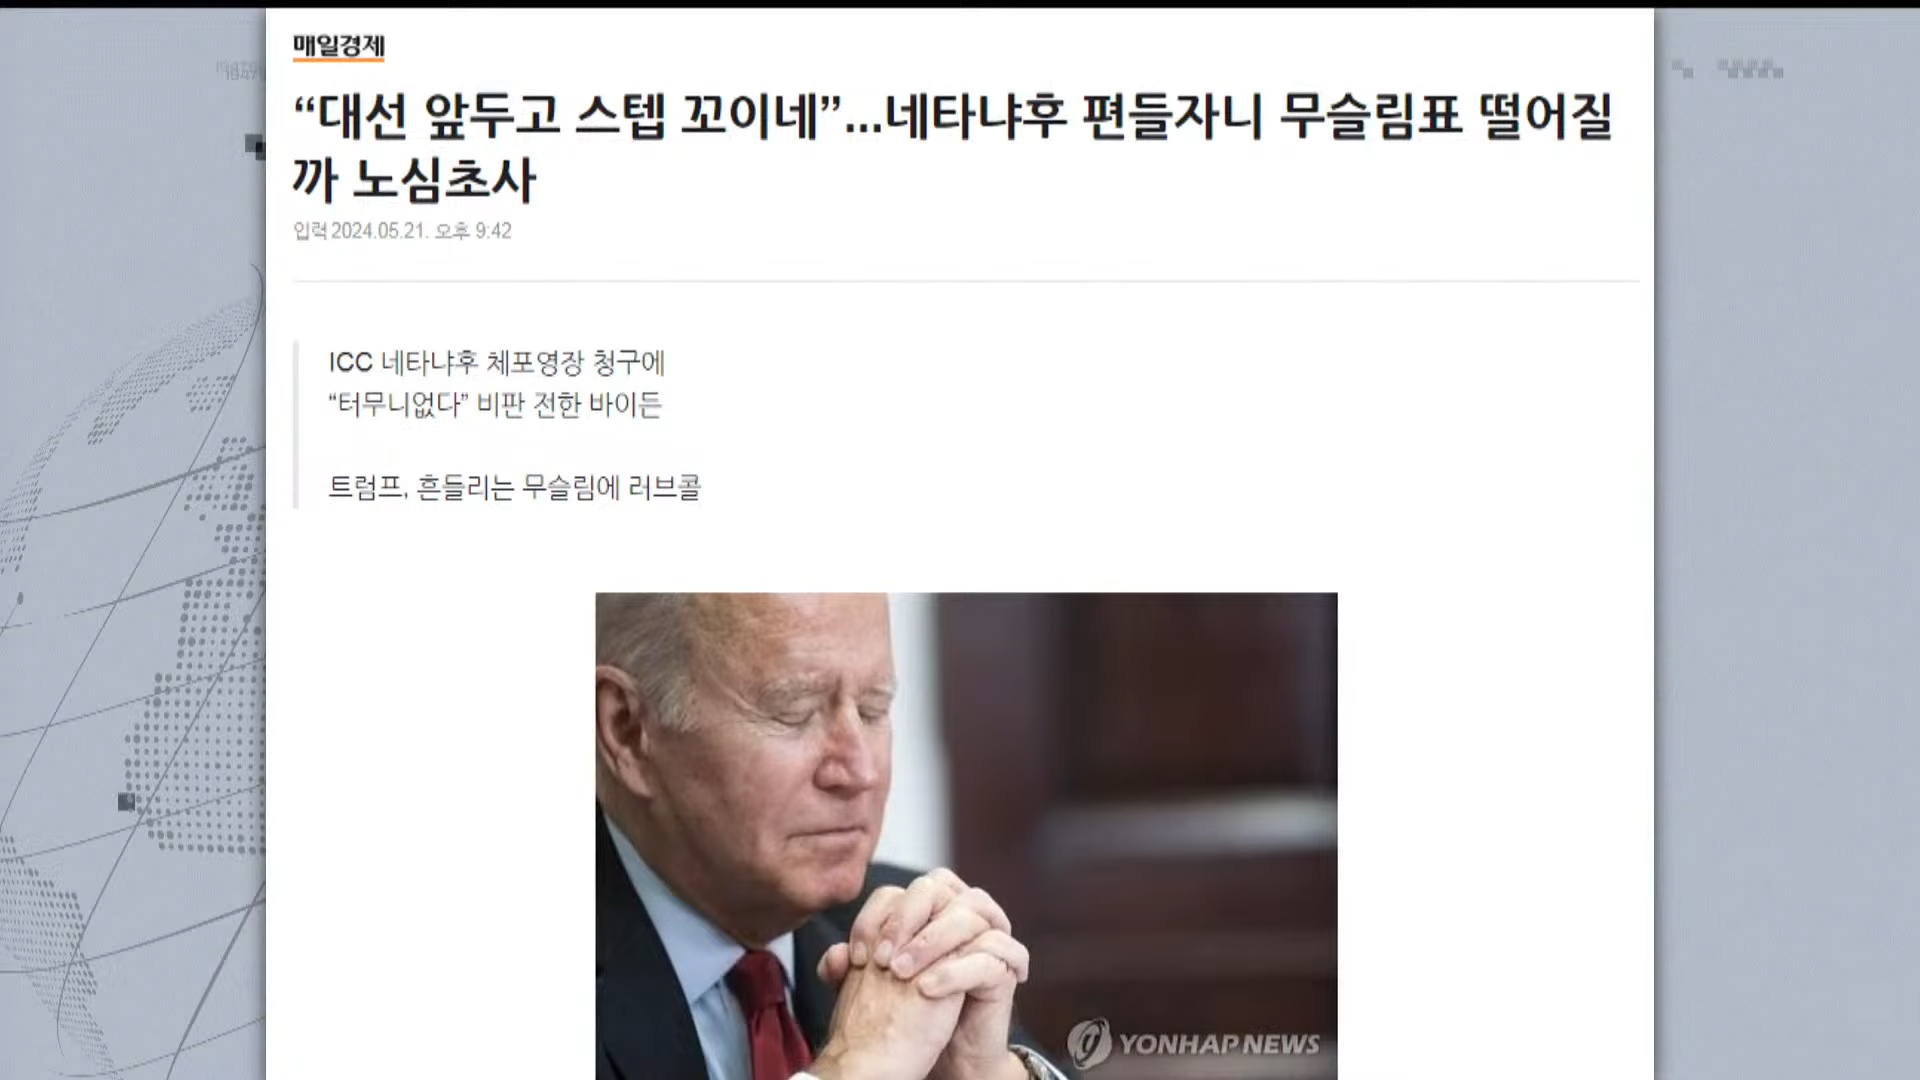 매일경제
“대선 앞두고 스텝 꼬이네”...네타냐후 편들자니 무슬림표 떨어질
까 노심초사
입력 2024.05.21. 오후 9:42
ICC 네타냐후 체포영장 청구에
“터무니없다” 비판 전한 바이든
트럼프, 흔들리는 무슬림에 러브콜
YONHAP NEWS